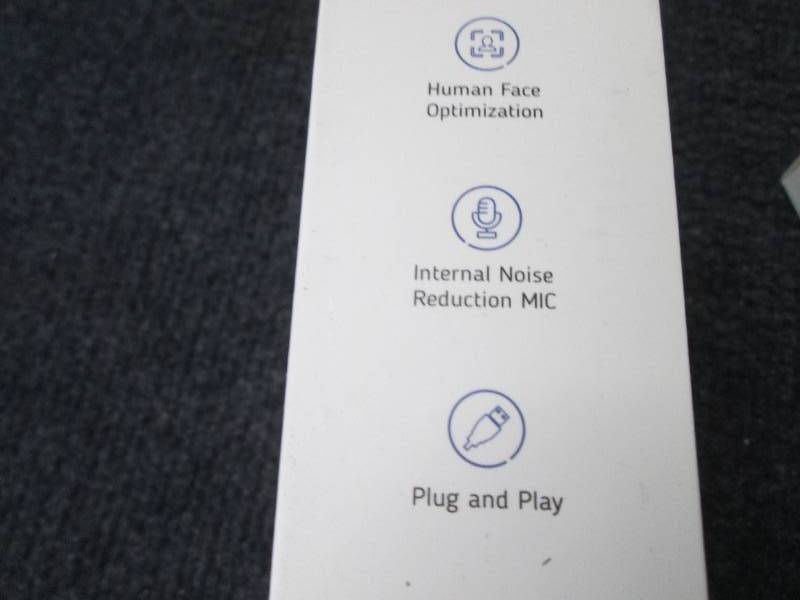 Human Face
Optimization
Internal Noise
Reduction MIC
Plug and Play